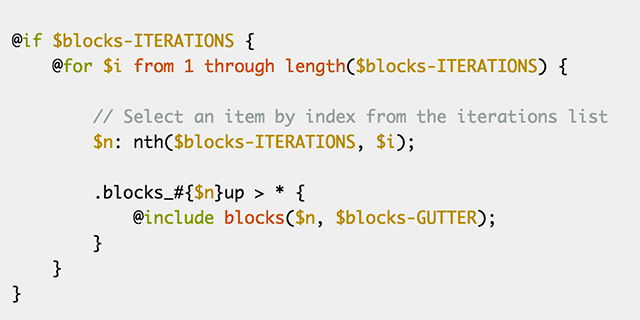 @if $blocks-ITERATIONS {
@for $i from 1 through length($blocks-ITERATIONS) {
// Select an item by index from the iterations list
$n: nth($blocks-ITERATIONS, $i);
.blocks_#{$n}up > * {
@include blocks($n, $blocks-GUTTER);
}
}
}